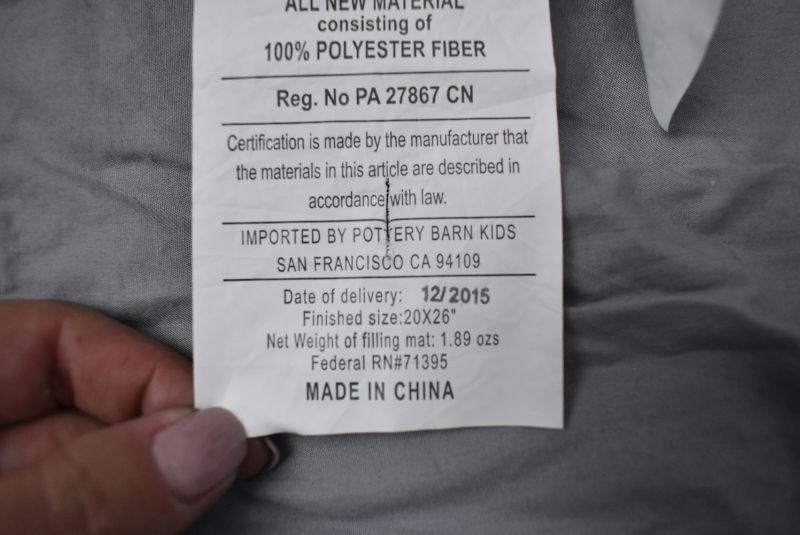 ALL NEW MATERIAL
consisting of
100% POLYESTER FIBER
Reg. No PA 27867 CN
Certification is made by the manufacturer that
the materials in this article are described in
accordance with law.
IMPORTED BY POTTERY BARN KIDS
SAN FRANCISCO CA 94109
Date of delivery: 12/2015
Finished size:20X26"
Net Weight of filling mat: 1.89 ozs
Federal RN#71395
MADE IN CHINA